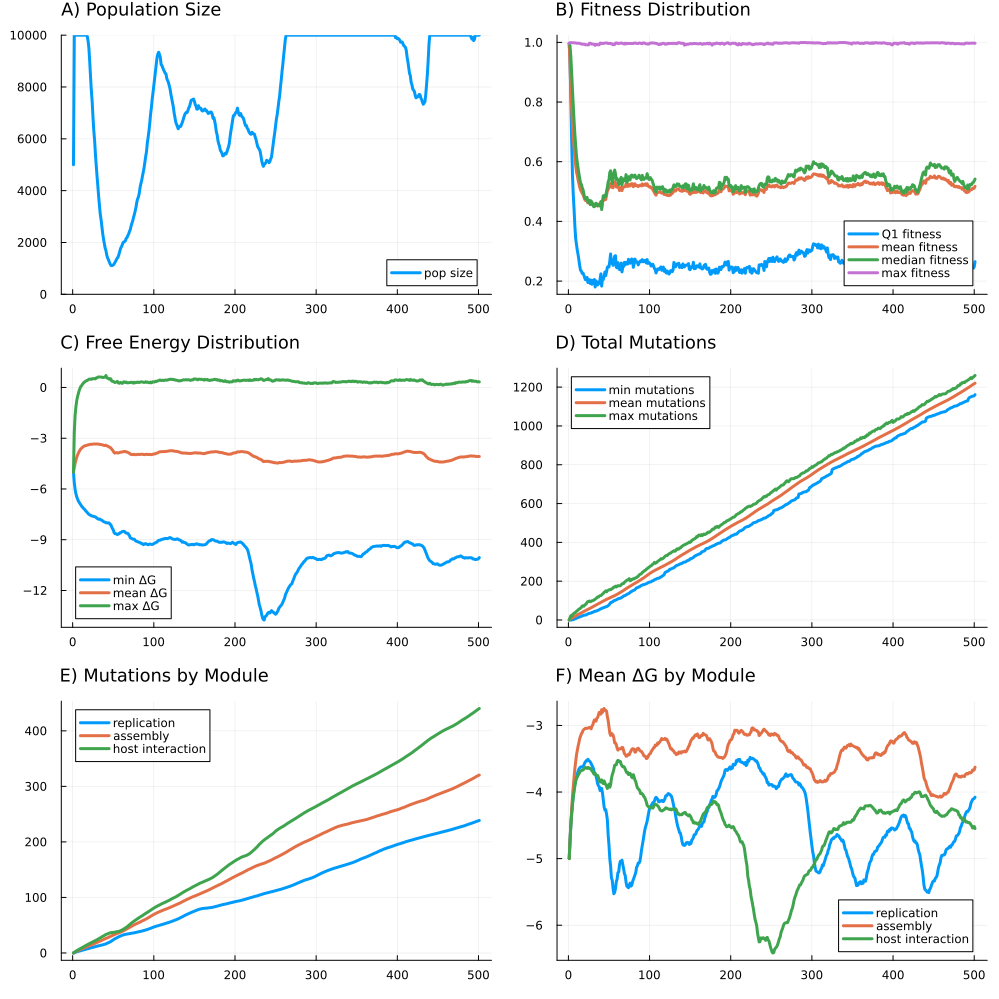 A) Population Size
10000
8000
6000
4000
2000
0
0 100 200 300 400 500
pop size
B) Fitness Distribution
1.0
0.8
0.6
0.4
0.2
0 100 200 300 400 500
Q1 fitness
mean fitness
median fitness
max fitness
C) Free Energy Distribution
0
−3
−6
−9
−12
0 100 200 300 400 500
min ΔG
mean ΔG
max ΔG
D) Total Mutations
1200
1000
800
600
400
200
0
0 100 200 300 400 500
min mutations
mean mutations
max mutations
E) Mutations by Module
400
300
200
100
0
0 100 200 300 400 500
replication
assembly
host interaction
F) Mean ΔG by Module
−3
−4
−5
−6
0 100 200 300 400 500
replication
assembly
host interaction